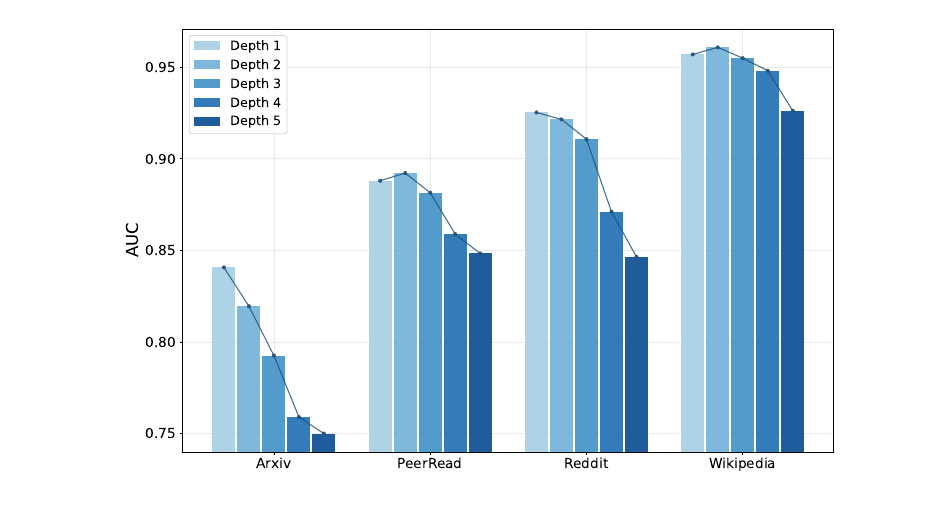 Depth 1
Depth 2
Depth 3
Depth 4
Depth 5
AUC
0.95
0.90
0.85
0.80
0.75
Arxiv PeerRead Reddit Wikipedia